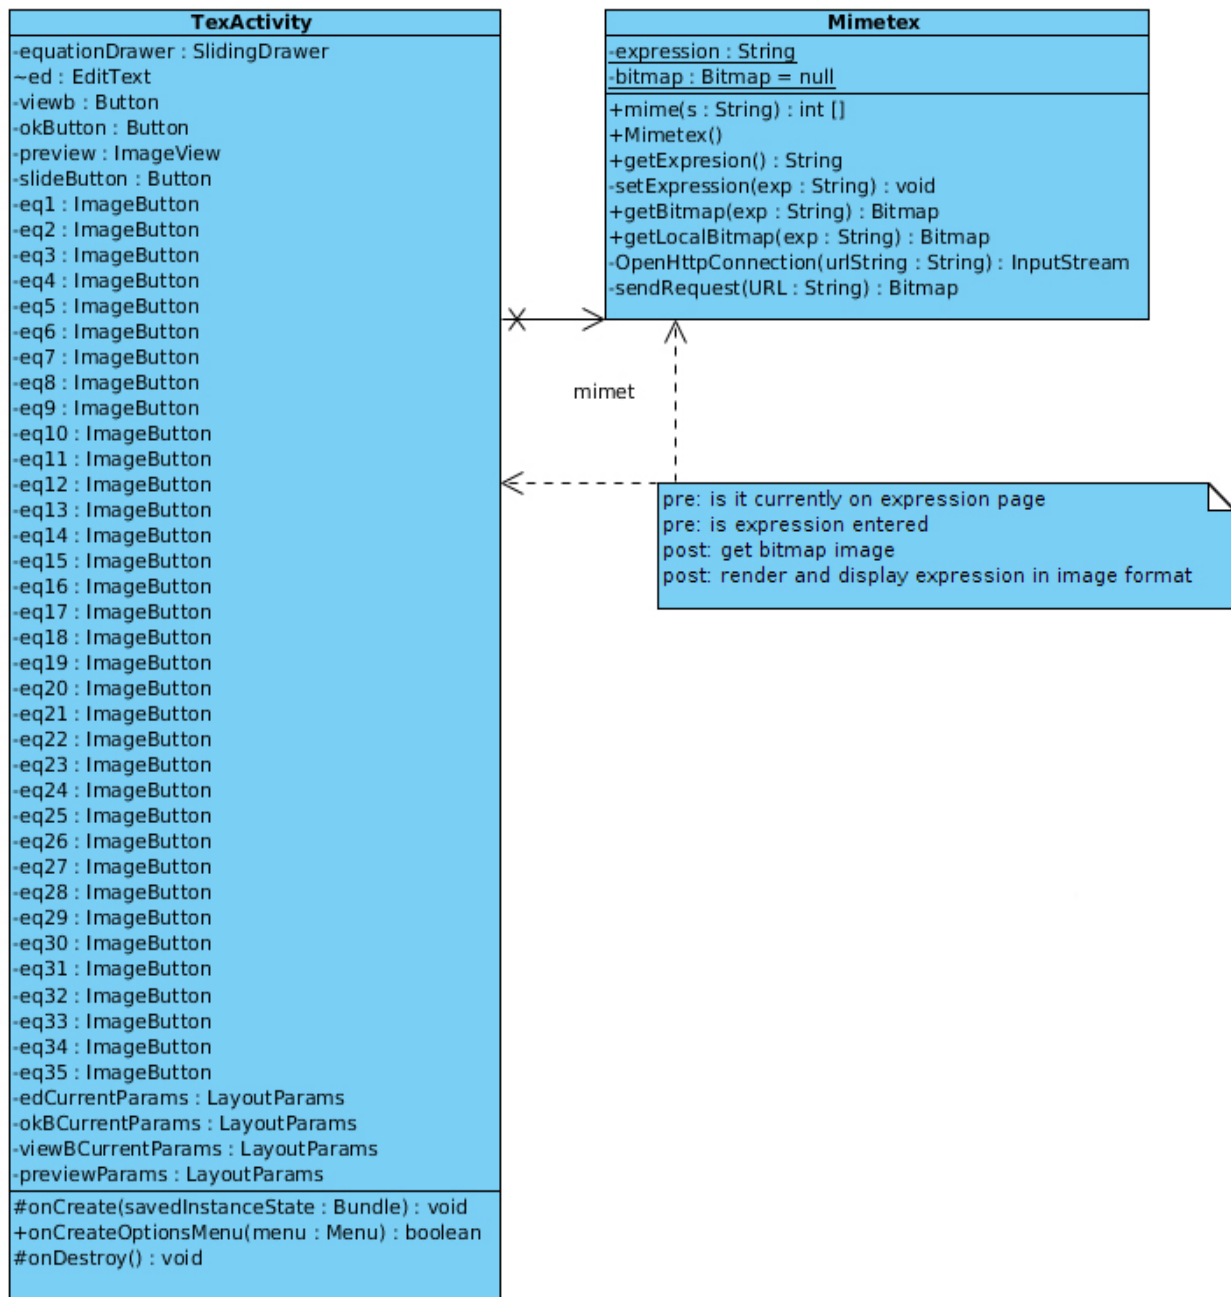 TexActivity
-equationDrawer : SlidingDrawer
~ed : EditText
-viewb : Button
-okButton : Button
-preview : ImageView
-slideButton : Button
-eq1 : ImageButton
-eq2 : ImageButton
-eq3 : ImageButton
-eq4 : ImageButton
-eq5 : ImageButton
-eq6 : ImageButton
-eq7 : ImageButton
-eq8 : ImageButton
-eq9 : ImageButton
-eq10 : ImageButton
-eq11 : ImageButton
-eq12 : ImageButton
-eq13 : ImageButton
-eq14 : ImageButton
-eq15 : ImageButton
-eq16 : ImageButton
-eq17 : ImageButton
-eq18 : ImageButton
-eq19 : ImageButton
-eq20 : ImageButton
-eq21 : ImageButton
-eq22 : ImageButton
-eq23 : ImageButton
-eq24 : ImageButton
-eq25 : ImageButton
-eq26 : ImageButton
-eq27 : ImageButton
-eq28 : ImageButton
-eq29 : ImageButton
-eq30 : ImageButton
-eq31 : ImageButton
-eq32 : ImageButton
-eq33 : ImageButton
-eq34 : ImageButton
-eq35 : ImageButton
-edCurrentParams : LayoutParams
-okBCurrentParams : LayoutParams
-viewBCurrentParams : LayoutParams
-previewParams : LayoutParams
#onCreate(savedInstanceState : Bundle) : void
+onCreateOptionsMenu(menu : Menu) : boolean
#onDestroy() : void
Mimetex
-expression : String
-bitmap : Bitmap = null
+mime(s : String) : int []
+Mimetex()
+getExpresion() : String
-setExpression(exp : String) : void
+getBitmap(exp : String) : Bitmap
+getLocalBitmap(exp : String) : Bitmap
-OpenHttpConnection(urlString : String) : InputStream
-sendRequest(URL : String) : Bitmap
mimet
pre: is it currently on expression page
pre: is expression entered
post: get bitmap image
post: render and display expression in image format